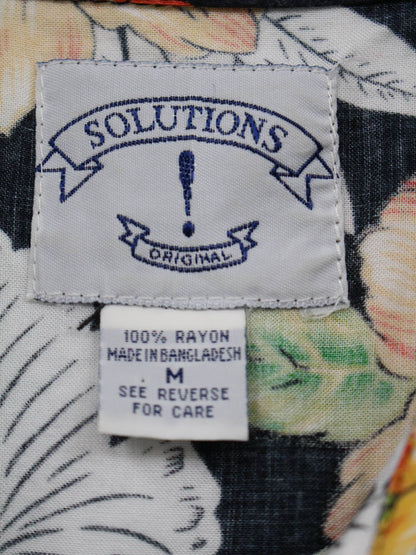 SOLUTIONS
!
ORIGINAL
100% RAYON
MADE IN BANGLADESH
M
SEE REVERSE
FOR CARE